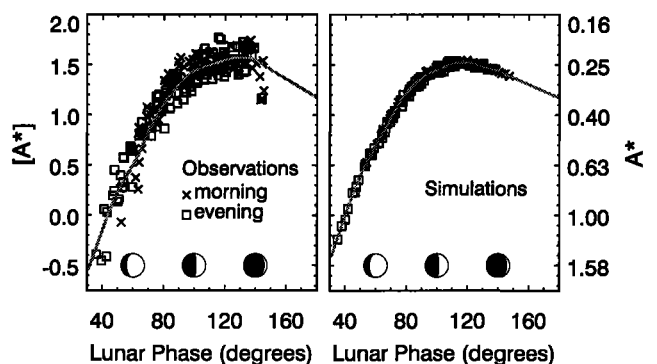 2.0
1.5
1.0
0.5
0.0
-0.5
[A*]
Observations
× morning
□ evening
40 80 120 160
Lunar Phase (degrees)
Simulations
40 80 120 160
Lunar Phase (degrees)
0.16
0.25
0.40
0.63
1.00
1.58
A*